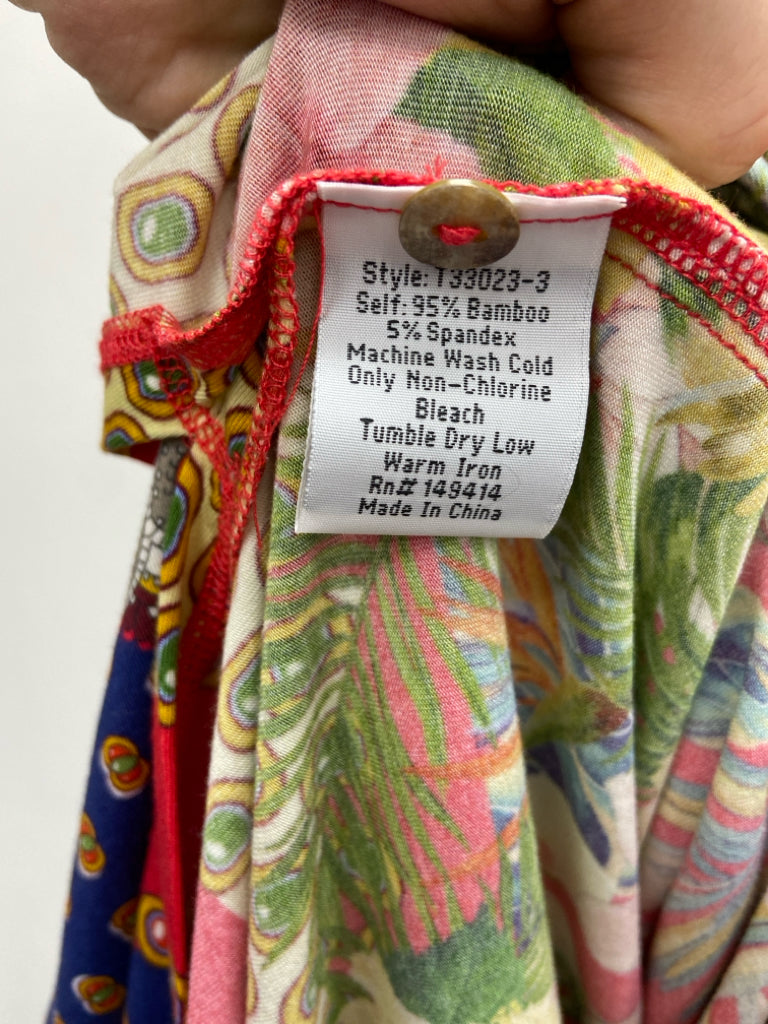 Style: T33023-3
Self: 95% Bamboo
5% Spandex
Machine Wash Cold
Only Non-Chlorine
Bleach
Tumble Dry Low
Warm Iron
Rn# 149414
Made In China